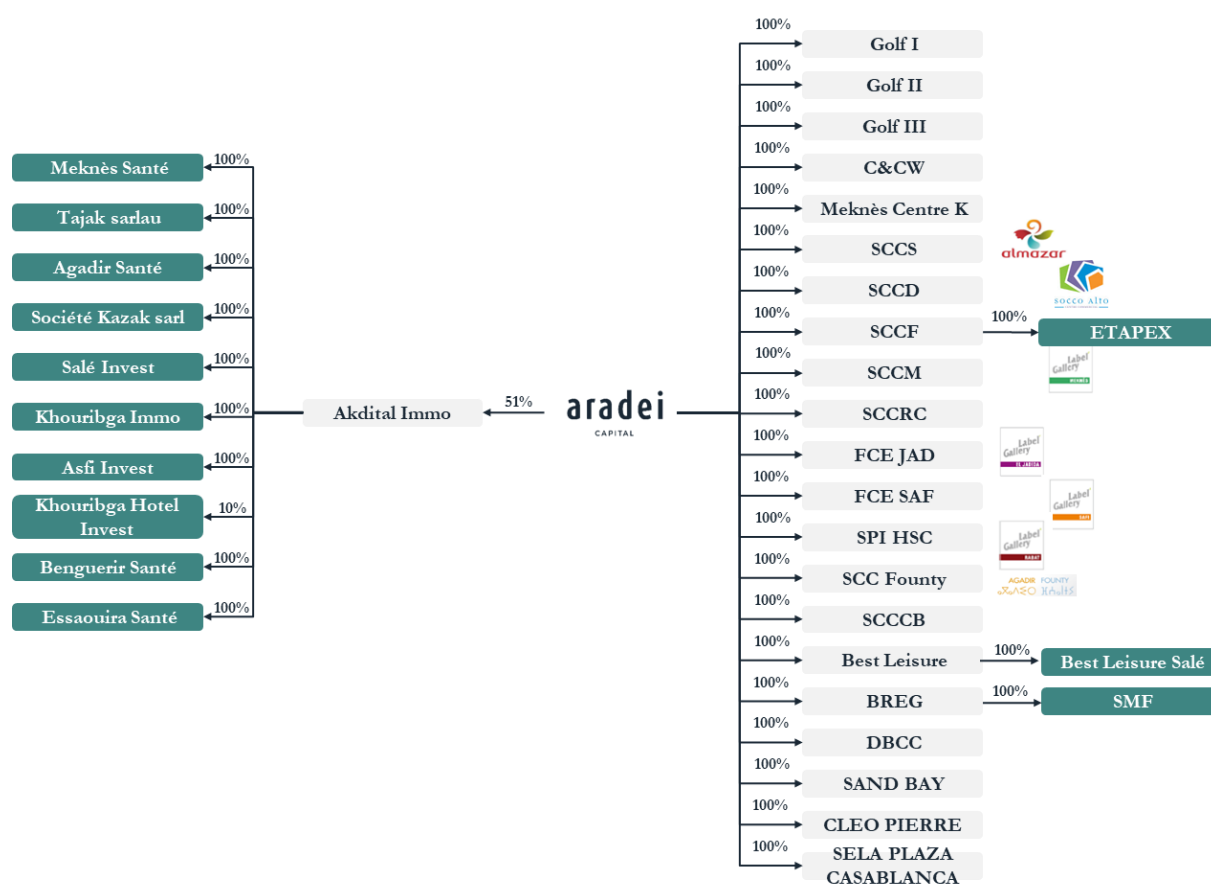 100%
Golf I
100%
Golf II
100%
Golf III
100%
C&CW
100%
Meknès Centre K
100%
SCCS
almazar
100%
SCCD
socco Alto
100%
SCCF
100%
ETAPEX
100%
SCCM
Label
Gallery
100%
SCCRC
100%
FCE JAD
Label
Gallery
EL JADIDA
100%
FCE SAF
Label
Gallery
SAFI
100%
SPI HSC
Label
Gallery
RABAT
100%
SCC Founty
AGADIR FOUNTY
100%
SCCCB
100%
Best Leisure
100%
Best Leisure Salé
100%
BREG
100%
SMF
100%
DBCC
100%
SAND BAY
100%
CLEO PIERRE
100%
SELA PLAZA
CASABLANCA
aradei
CAPITAL
51%
Akdital Immo
100%
Meknès Santé
100%
Tajak sarlau
100%
Agadir Santé
100%
Société Kazak sarl
100%
Salé Invest
100%
Khouribga Immo
100%
Asfi Invest
10%
Khouribga Hotel
Invest
100%
Benguerir Santé
100%
Essaouira Santé